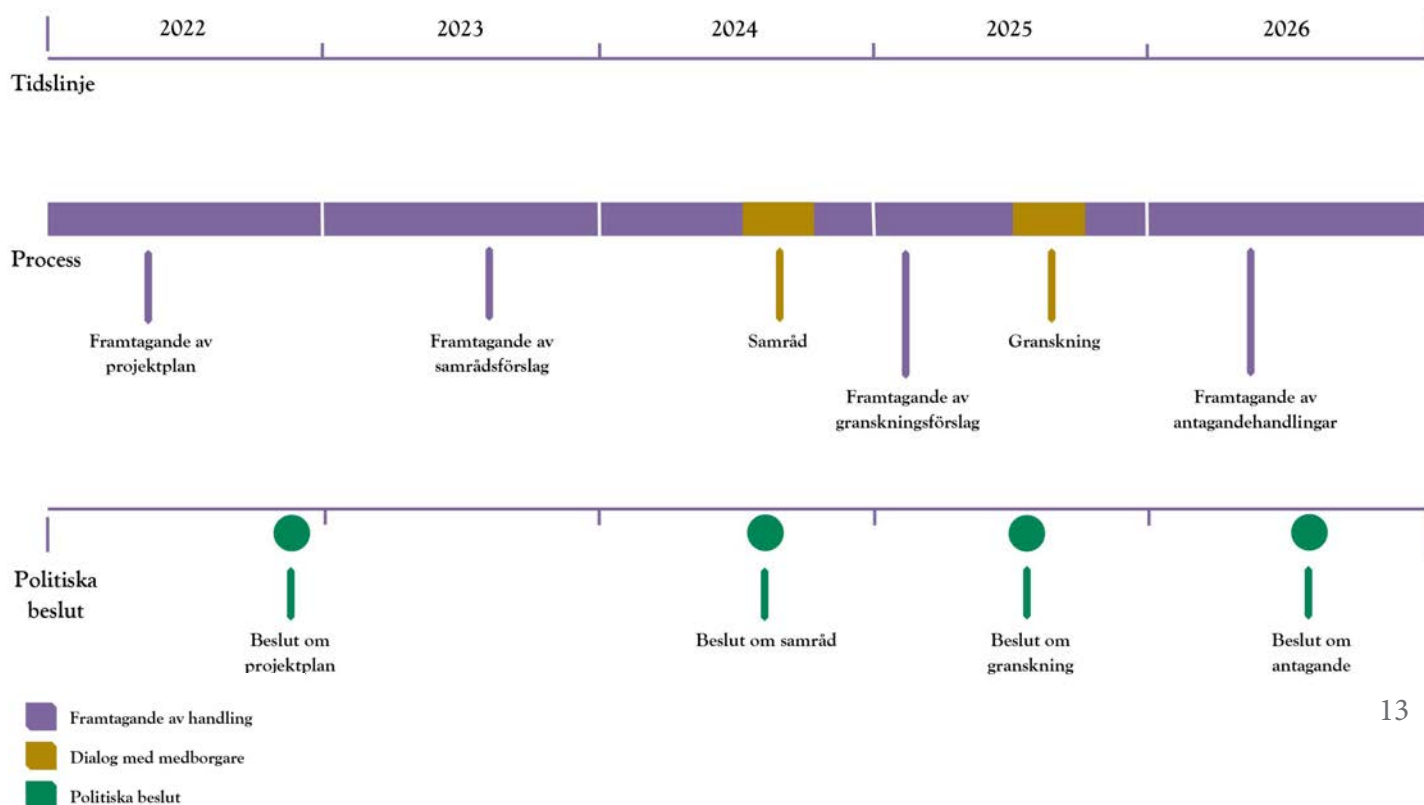 2022
2023
2024
2025
2026
Tidslinje
Process
Framtagande av
projektplan
Framtagande av
samrådsförslag
Samråd
Granskning
Framtagande av
granskningsförslag
Framtagande av
antagandehandlingar
Politiska
beslut
Beslut om
projektplan
Beslut om samråd
Beslut om
granskning
Beslut om
antagande
Framtagande av handling
Dialog med medborgare
Politiska beslut
13